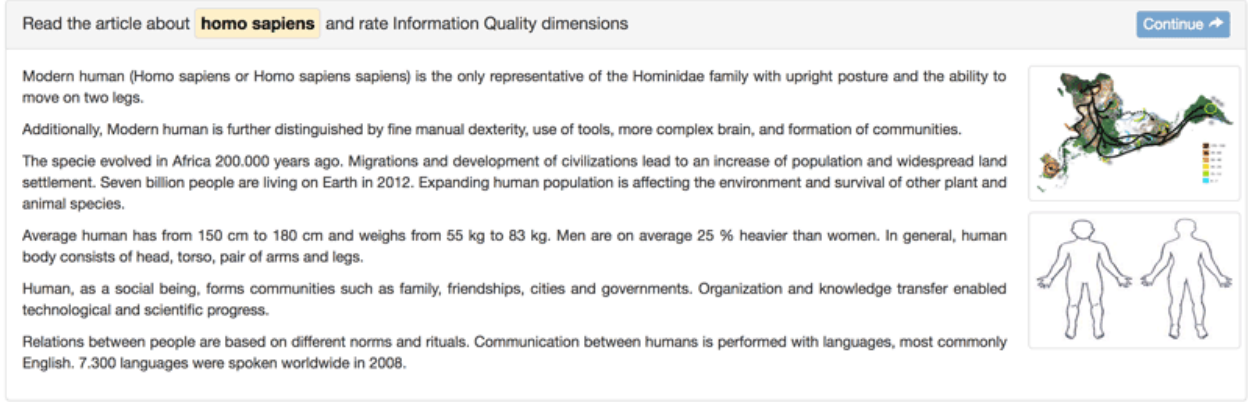 Read the article about homo sapiens and rate Information Quality dimensions
Continue
Modern human (Homo sapiens or Homo sapiens sapiens) is the only representative of the Hominidae family with upright posture and the ability to
move on two legs.
Additionally, Modern human is further distinguished by fine manual dexterity, use of tools, more complex brain, and formation of communities.
The specie evolved in Africa 200.000 years ago. Migrations and development of civilizations lead to an increase of population and widespread land
settlement. Seven billion people are living on Earth in 2012. Expanding human population is affecting the environment and survival of other plant and
animal species.
Average human has from 150 cm to 180 cm and weighs from 55 kg to 83 kg. Men are on average 25 % heavier than women. In general, human
body consists of head, torso, pair of arms and legs.
Human, as a social being, forms communities such as family, friendships, cities and governments. Organization and knowledge transfer enabled
technological and scientific progress.
Relations between people are based on different norms and rituals. Communication between humans is performed with languages, most commonly
English. 7.300 languages were spoken worldwide in 2008.